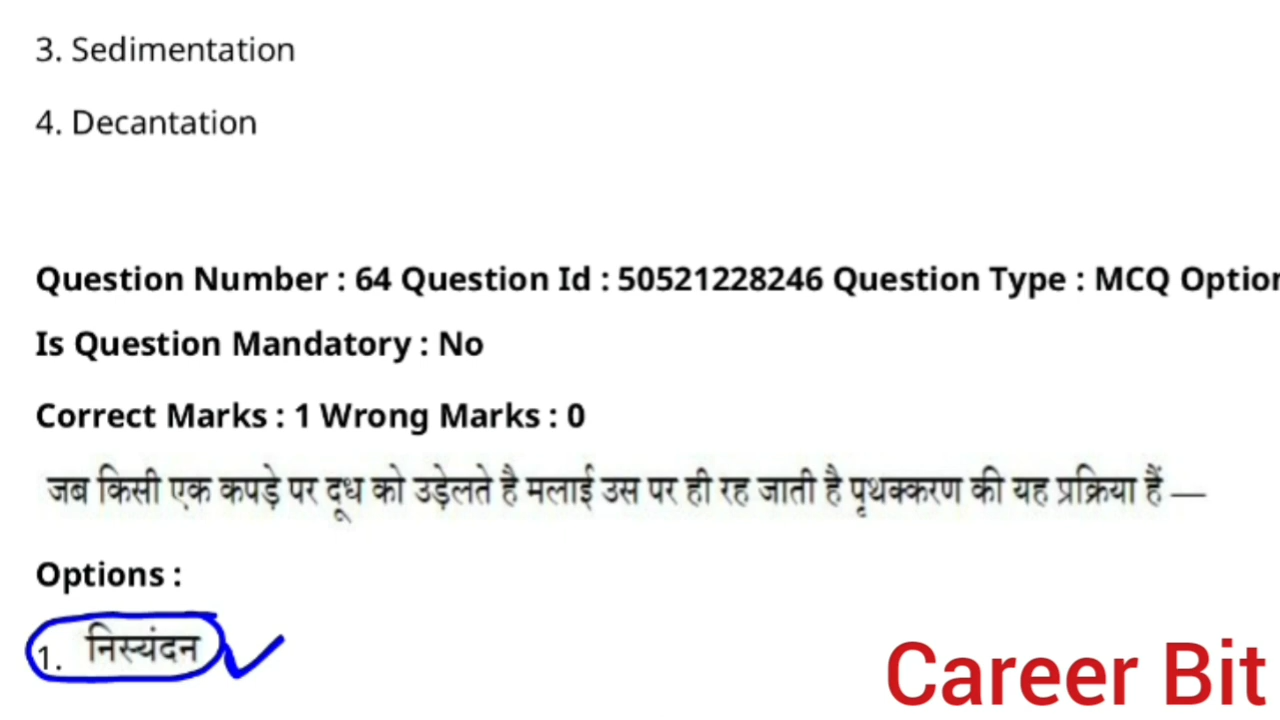 3. Sedimentation
4. Decantation
Question Number : 64 Question Id : 50521228246 Question Type : MCQ Option
Is Question Mandatory : No
Correct Marks : 1 Wrong Marks : 0
जब किसी एक कपड़े पर दूध को उड़ेलते है मलाई उस पर ही रह जाती है पृथक्करण की यह प्रक्रिया हैं —
Options :
1. निस्यंदन
Career Bit